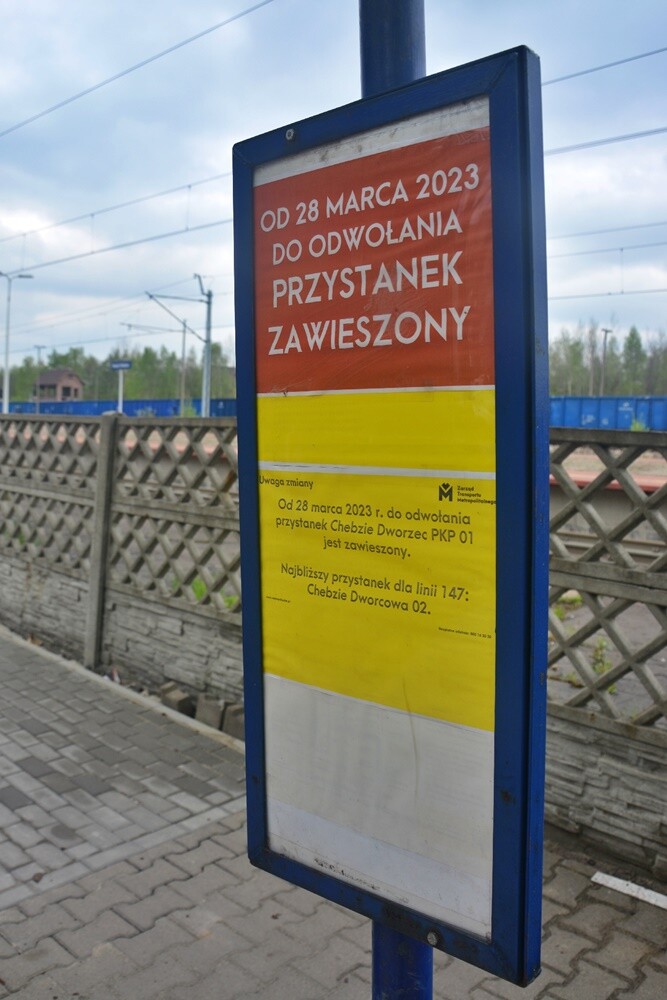 OD 28 MARCA 2023
DO ODWOŁANIA
PRZYSTANEK
ZAWIESZONY
Uwaga zmiany
Zarząd
Transportu
Metropolitalnego
Od 28 marca 2023 r. do odwołania
przystanek Chebzie Dworzec PKP 01
jest zawieszony.
Najbliższy przystanek dla linii 147:
Chebzie Dworcowa 02.